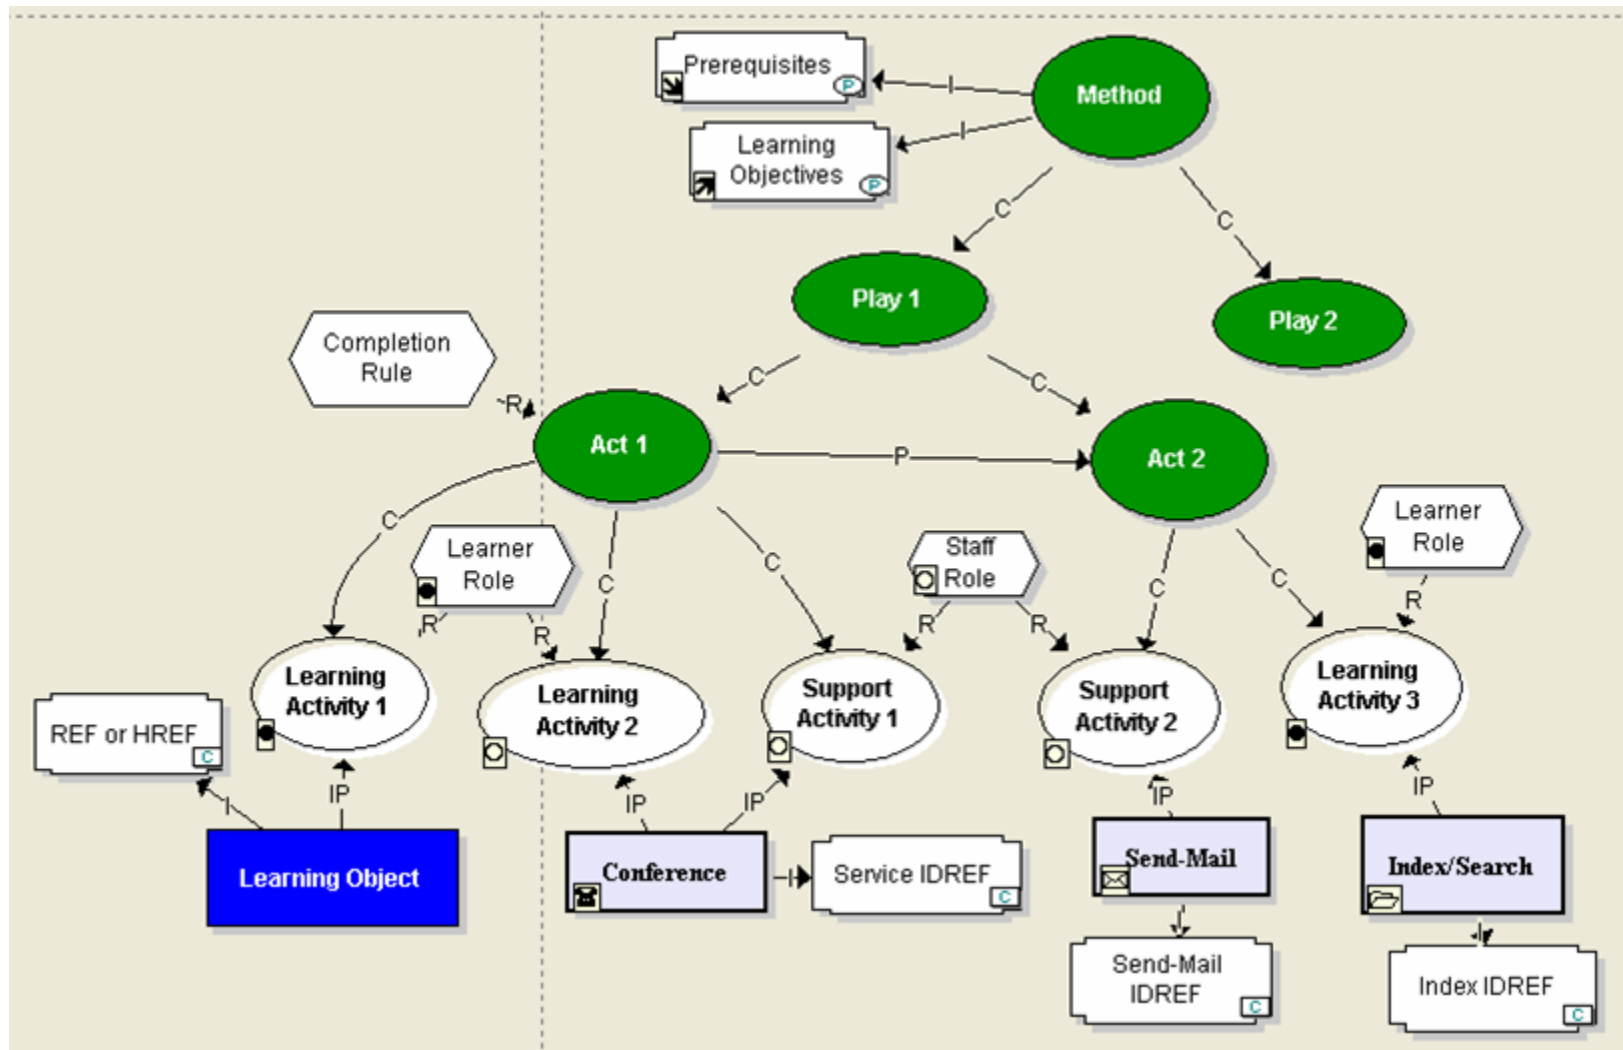 Prerequisites
P
I
Method
Learning
Objectives
P
I
C
C
Play 1
Play 2
Completion
Rule
R
C
C
Act 1
P
Act 2
C
Learner
Role
C
C
Staff
Role
C
C
Learner
Role
R
R
R
R
R
Learning
Activity 1
Learning
Activity 2
Support
Activity 1
Support
Activity 2
Learning
Activity 3
REF or HREF
C
I
IP
IP
IP
IP
IP
Learning Object
Conference
I
Service IDREF
C
Send-Mail
Index/Search
I
I
Send-Mail
IDREF
C
Index IDREF
C